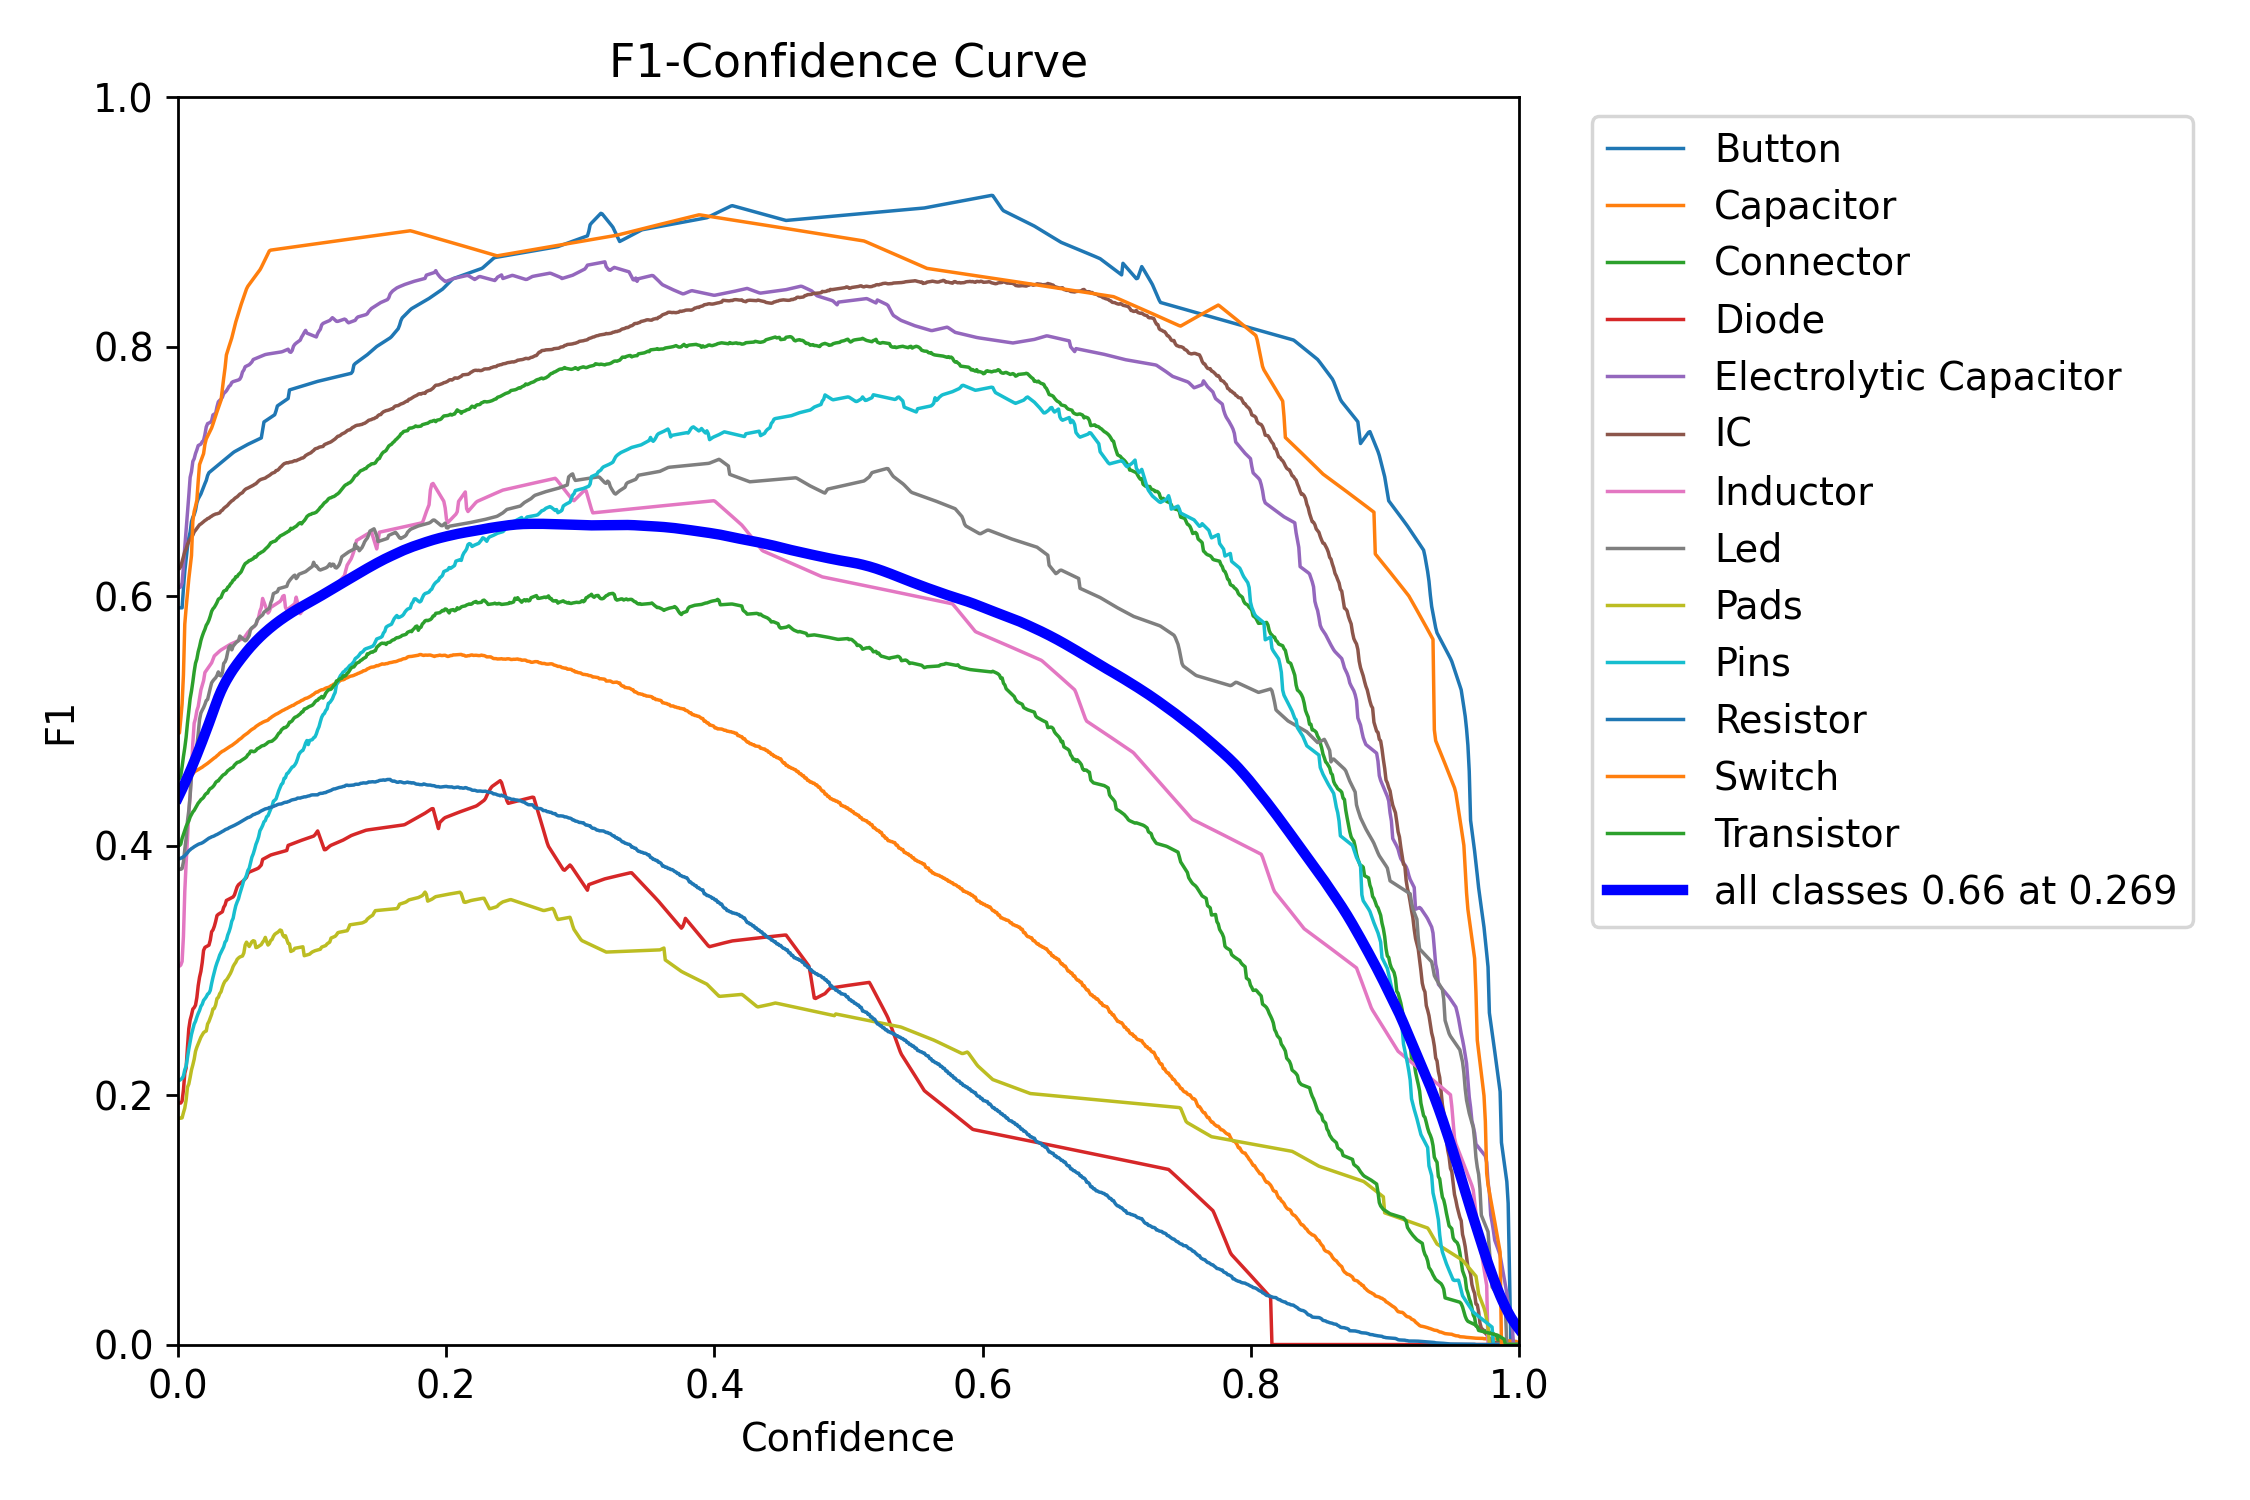 F1-Confidence Curve
1.0
0.8
0.6
0.4
0.2
0.0
F1
0.0 0.2 0.4 0.6 0.8 1.0
Confidence
Button
Capacitor
Connector
Diode
Electrolytic Capacitor
IC
Inductor
Led
Pads
Pins
Resistor
Switch
Transistor
all classes 0.66 at 0.269